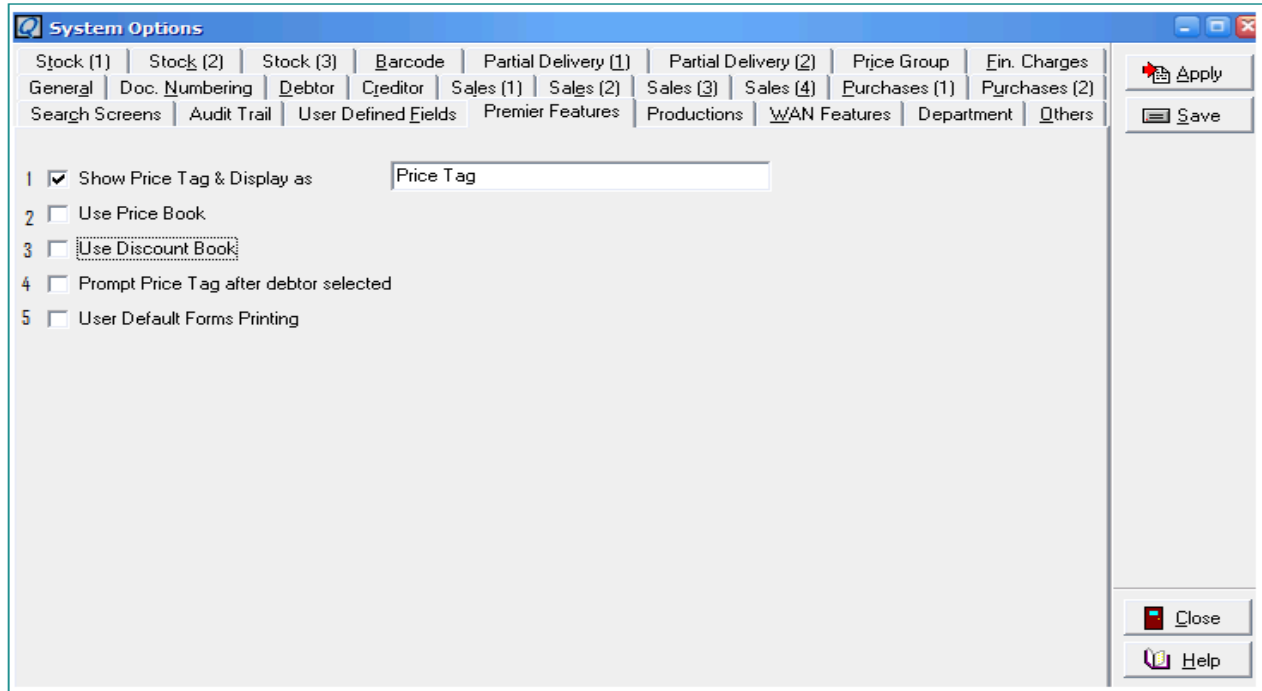 System Options
Stock (1) Stock (2) Stock (3) Barcode Partial Delivery (1) Partial Delivery (2) Price Group Fin. Charges
General Doc. Numbering Debtor Creditor Sales (1) Sales (2) Sales (3) Sales (4) Purchases (1) Purchases (2)
Search Screens Audit Trail User Defined Fields Premier Features Productions WAN Features Department Others
Apply
Save
1 Show Price Tag & Display as Price Tag
2 Use Price Book
3 Use Discount Book
4 Prompt Price Tag after debtor selected
5 User Default Forms Printing
Close
Help